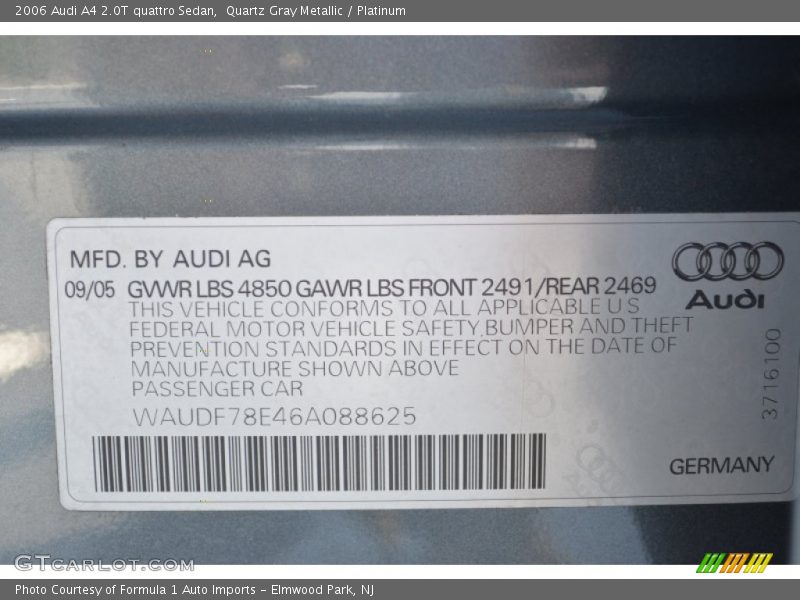 2006 Audi A4 2.0T quattro Sedan,  Quartz Gray Metallic / Platinum
MFD. BY AUDI AG
09/05 GVWR LBS 4850 GAWR LBS FRONT 2491/REAR 2469
THIS VEHICLE CONFORMS TO ALL APPLICABLE U S
FEDERAL MOTOR VEHICLE SAFETY, BUMPER AND THEFT
PREVENTION STANDARDS IN EFFECT ON THE DATE OF
MANUFACTURE SHOWN ABOVE
PASSENGER CAR
WAUDF78E46A088625
Audi
3716100
GERMANY
GTCARLOT.COM
Photo Courtesy of Formula 1 Auto Imports - Elmwood Park, NJ